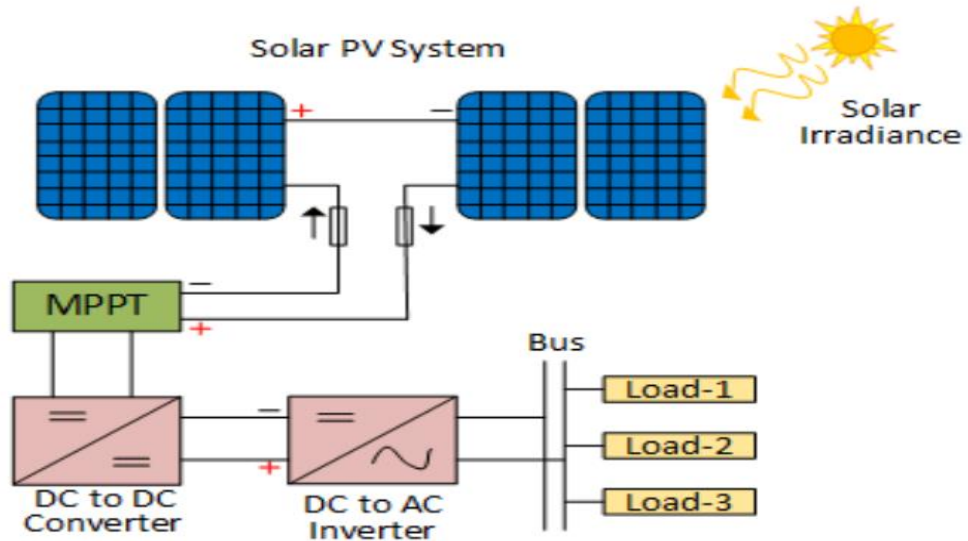 Solar PV System
Solar
Irradiance
+
−
−
MPPT
+
Bus
Load-1
−
Load-2
+
Load-3
DC to DC
Converter
DC to AC
Inverter